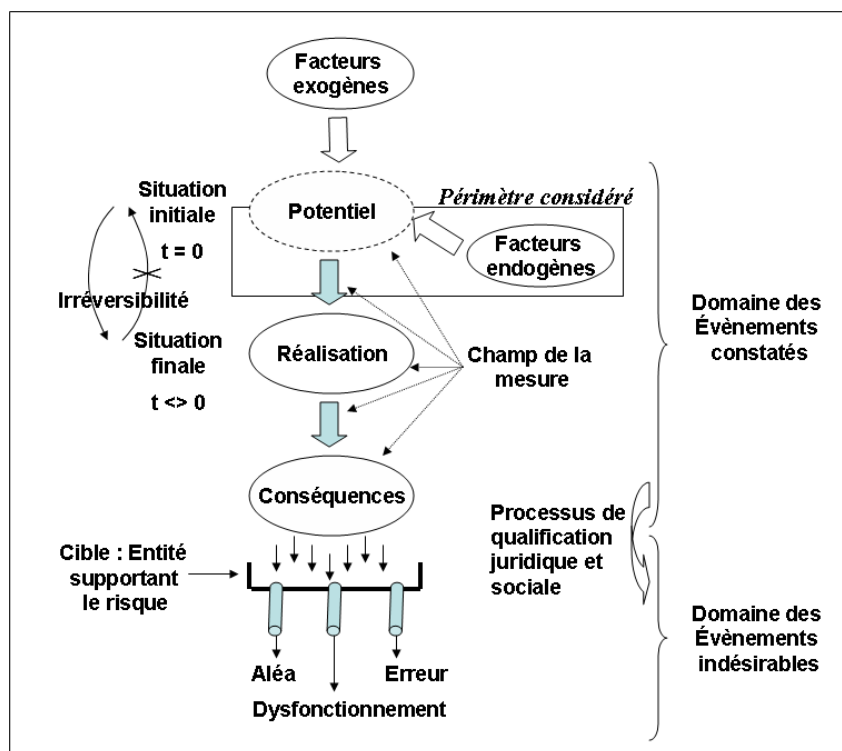 Facteurs
exogènes
Situation
initiale
t = 0
Potentiel
Périmètre considéré
Facteurs
endogènes
Irréversibilité
Situation
finale
t <> 0
Réalisation
Champ de la
mesure
Domaine des
Évènements
constatés
Conséquences
Processus de
qualification
juridique et
sociale
Cible : Entité
supportant
le risque
Domaine des
Évènements
indésirables
Aléa
Erreur
Dysfonctionnement